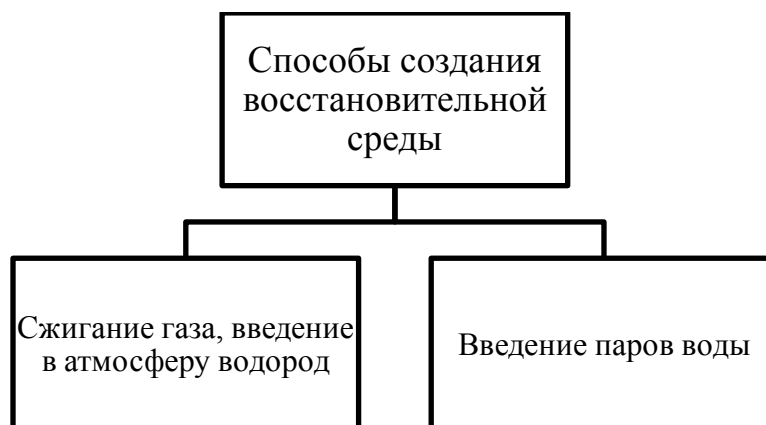 Способы создания
восстановительной
среды
Сжигание газа, введение
в атмосферу водород
Введение паров воды